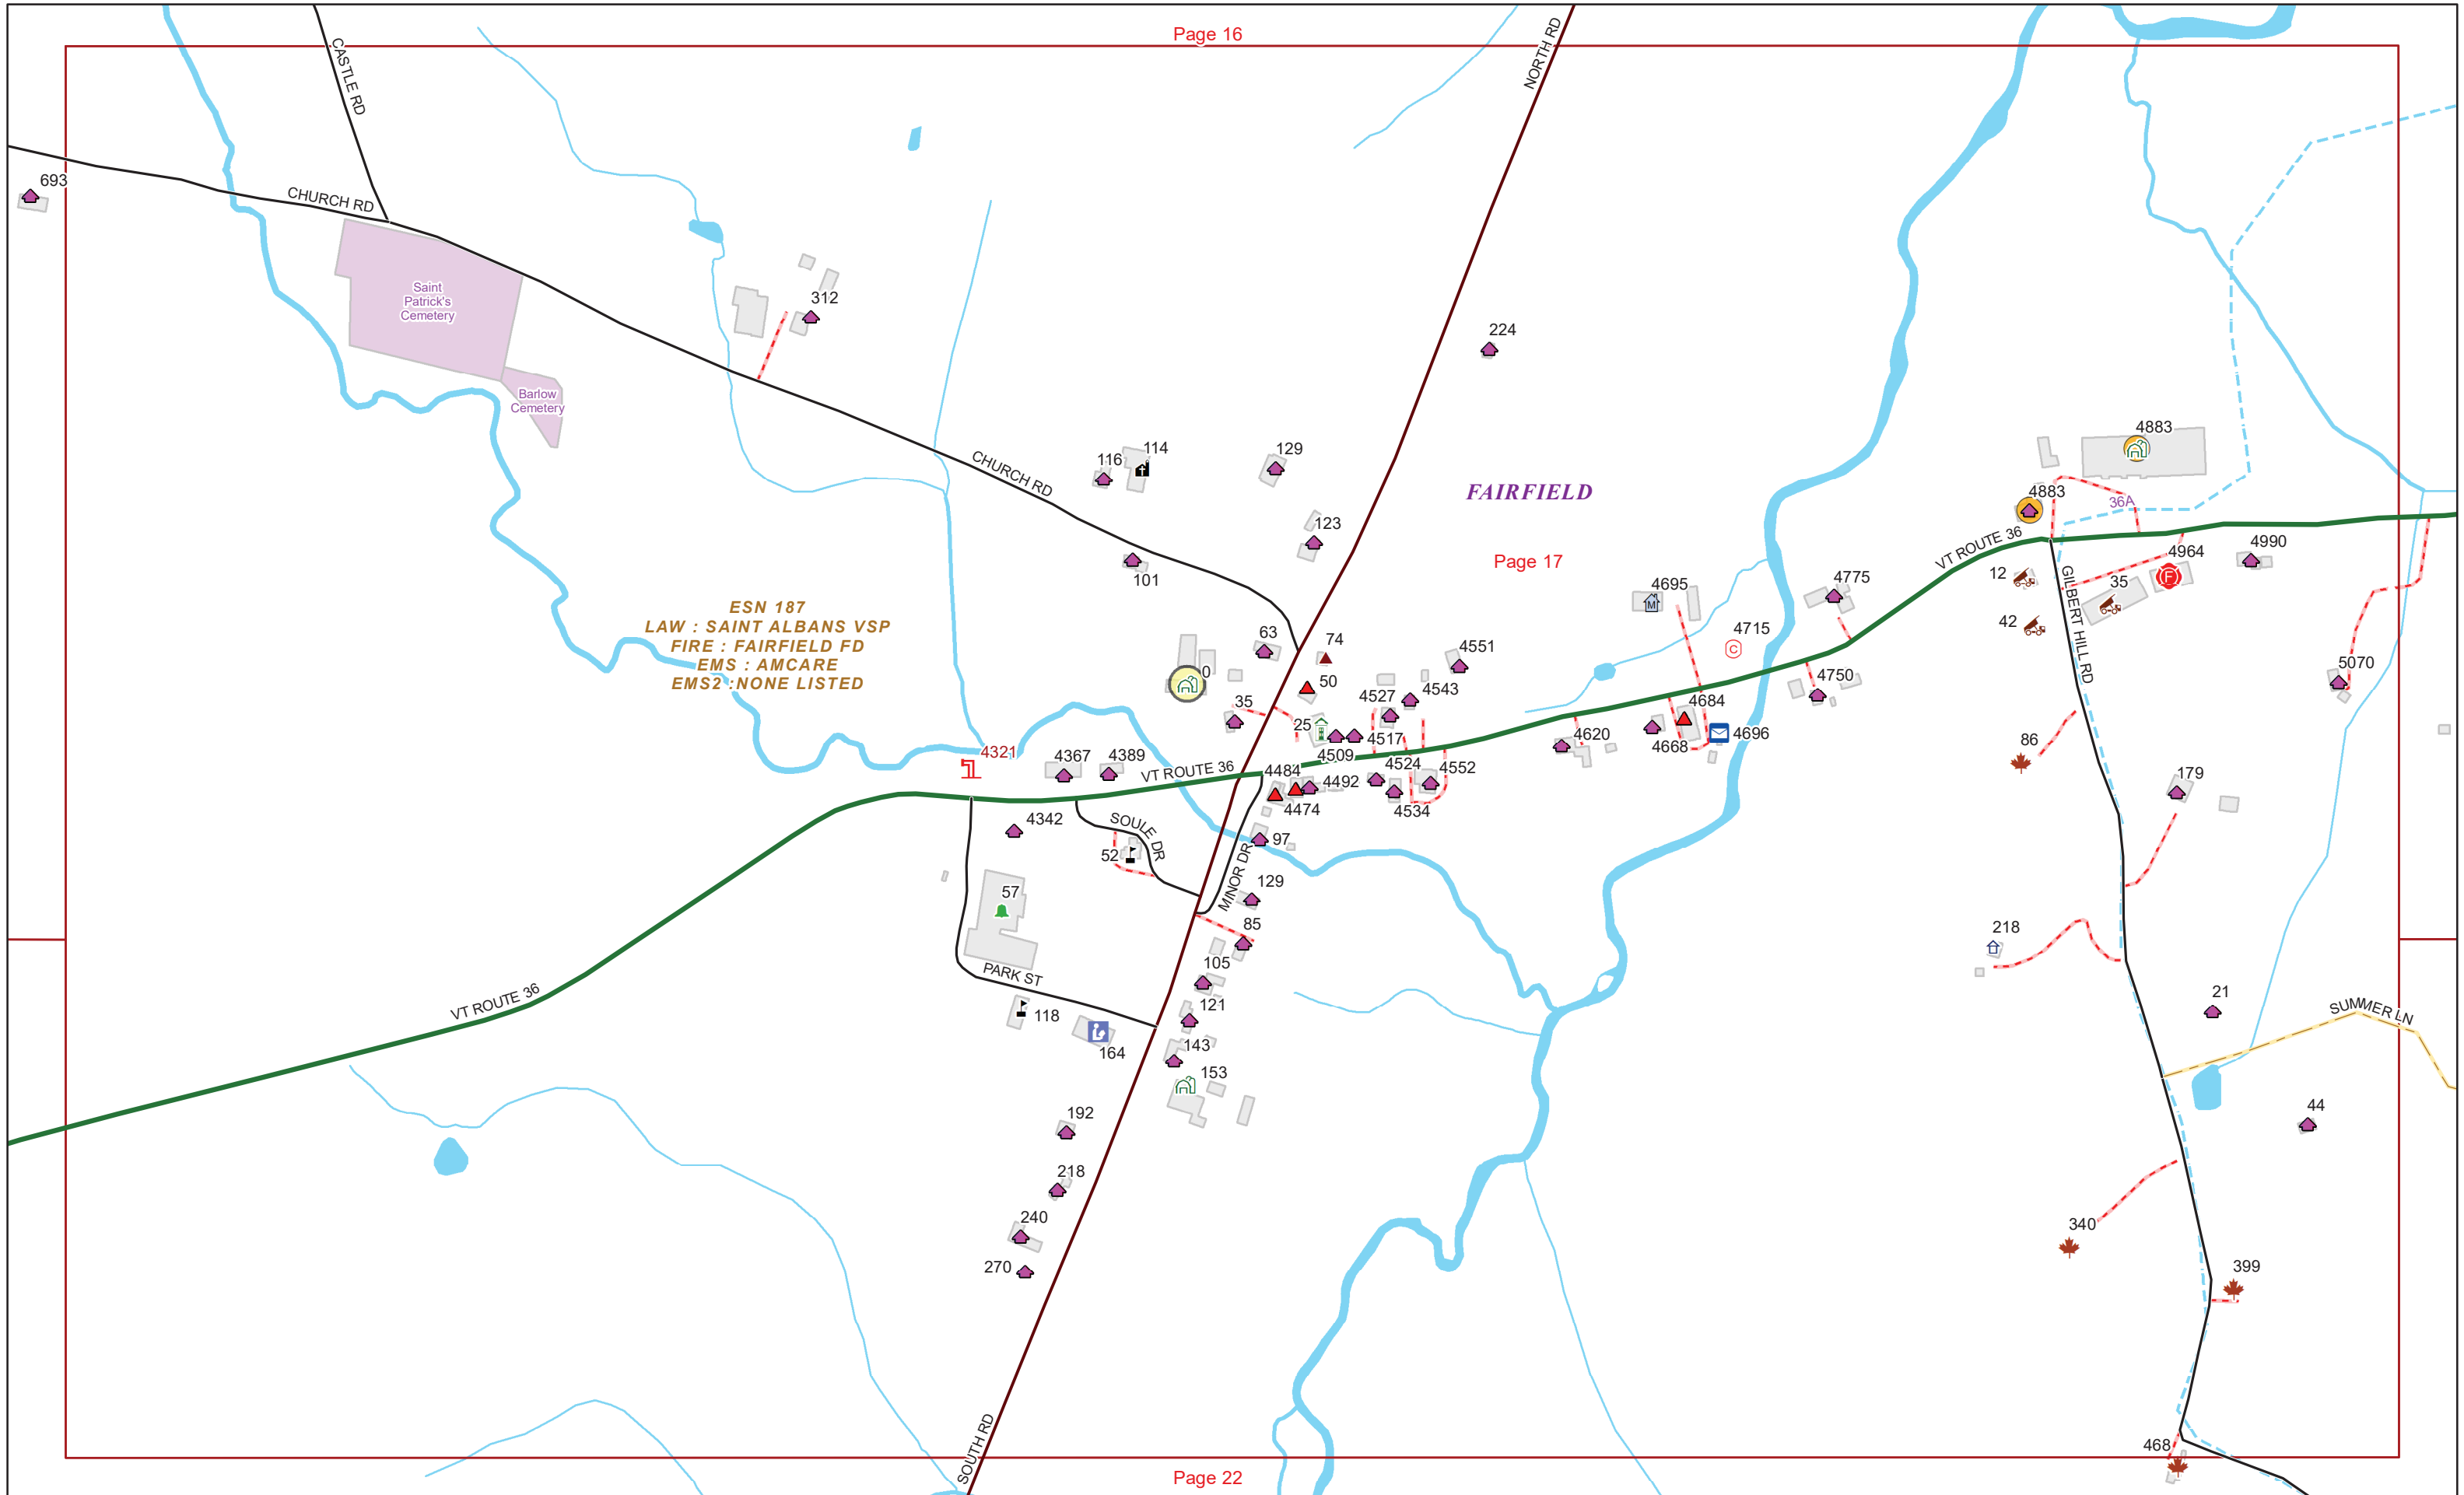 Page 16
CASTLE RD
NORTH RD
693
CHURCH RD
Saint
Patrick's
Cemetery
312
224
Barlow
Cemetery
4883
116
114
129
CHURCH RD
FAIRFIELD
4883
36A
123
VT ROUTE 36
Page 17
4964
4990
101
12
35
4695
4775
GILBERT HILL RD
ESN 187
LAW : SAINT ALBANS VSP
FIRE : FAIRFIELD FD
EMS : AMCARE
EMS2 :NONE LISTED
42
63
74
4715
4551
5070
0
50
4750
4527
4543
35
25
4684
4517
4620
4668
4696
86
4321
4367
4389
VT ROUTE 36
4509
4484
4492
4524
4552
179
4474
4534
4342
SOULE DR
97
52
MINOR DR
129
57
85
218
105
PARK ST
21
VT ROUTE 36
121
SUMMER LN
118
143
164
153
192
44
218
240
340
270
399
SOUTH RD
468
Page 22
F
C
M